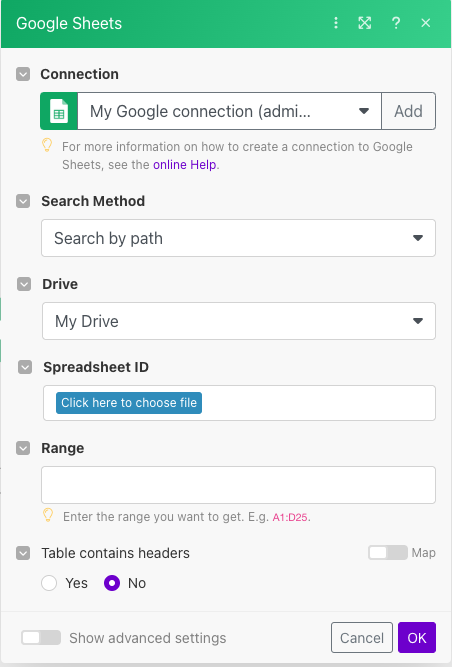 Google Sheets
?
Connection
My Google connection (admi...
Add
For more information on how to create a connection to Google
Sheets, see the online Help.
Search Method
Search by path
Drive
My Drive
Spreadsheet ID
Click here to choose file
Range
Enter the range you want to get. E.g. A1:D25.
Table contains headers
Map
Yes No
Show advanced settings
Cancel
OK